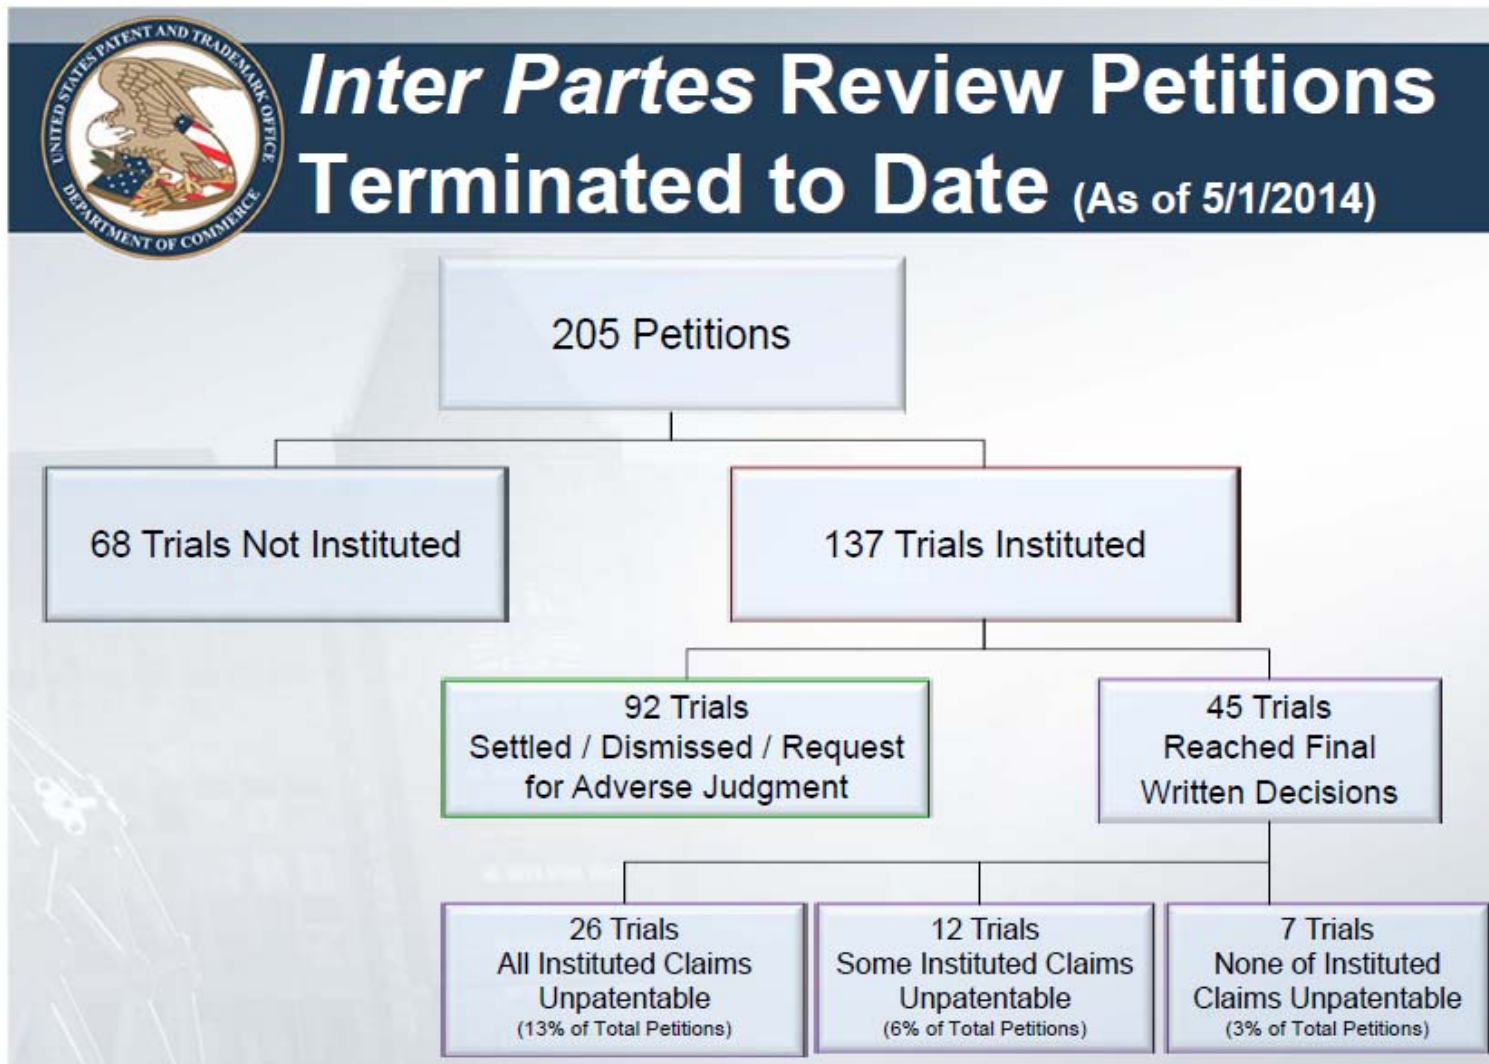 UNITED STATES PATENT AND TRADEMARK OFFICE
DEPARTMENT OF COMMERCE
Inter Partes Review Petitions
Terminated to Date (As of 5/1/2014)
205 Petitions
68 Trials Not Instituted
137 Trials Instituted
92 Trials
Settled / Dismissed / Request
for Adverse Judgment
45 Trials
Reached Final
Written Decisions
26 Trials
All Instituted Claims
Unpatentable
(13% of Total Petitions)
12 Trials
Some Instituted Claims
Unpatentable
(6% of Total Petitions)
7 Trials
None of Instituted
Claims Unpatentable
(3% of Total Petitions)